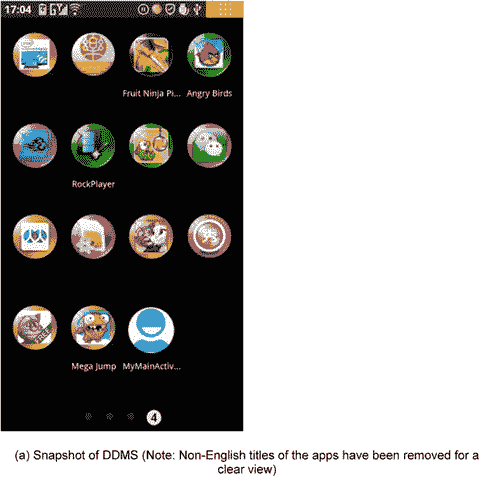 17:04
Fruit Ninja Pi... Angry Birds
RockPlayer
Mega Jump MyMainActiv...
4
(a) Snapshot of DDMS (Note: Non-English titles of the apps have been removed for a
clear view)